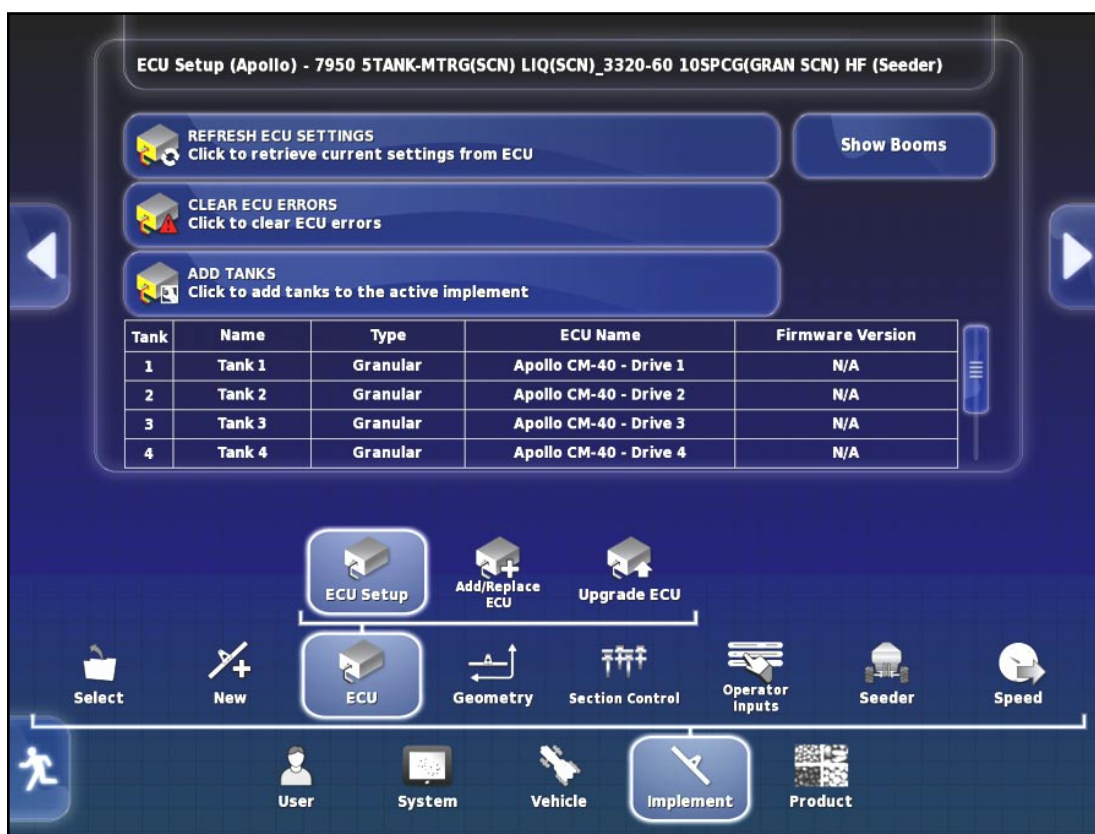 ECU Setup (Apollo) - 7950 5TANK-MTRG(SCN) LIQ(SCN)_3320-60 10SPCG(GRAN SCN) HF (Seeder)
REFRESH ECU SETTINGS
Click to retrieve current settings from ECU
Show Booms
CLEAR ECU ERRORS
Click to clear ECU errors
ADD TANKS
Click to add tanks to the active implement
Tank Name Type ECU Name Firmware Version
1 Tank 1 Granular Apollo CM-40 - Drive 1 N/A
2 Tank 2 Granular Apollo CM-40 - Drive 2 N/A
3 Tank 3 Granular Apollo CM-40 - Drive 3 N/A
4 Tank 4 Granular Apollo CM-40 - Drive 4 N/A
ECU Setup
Add/Replace
ECU
Upgrade ECU
Select
New
ECU
Geometry
Section Control
Operator
Inputs
Seeder
Speed
User
System
Vehicle
Implement
Product